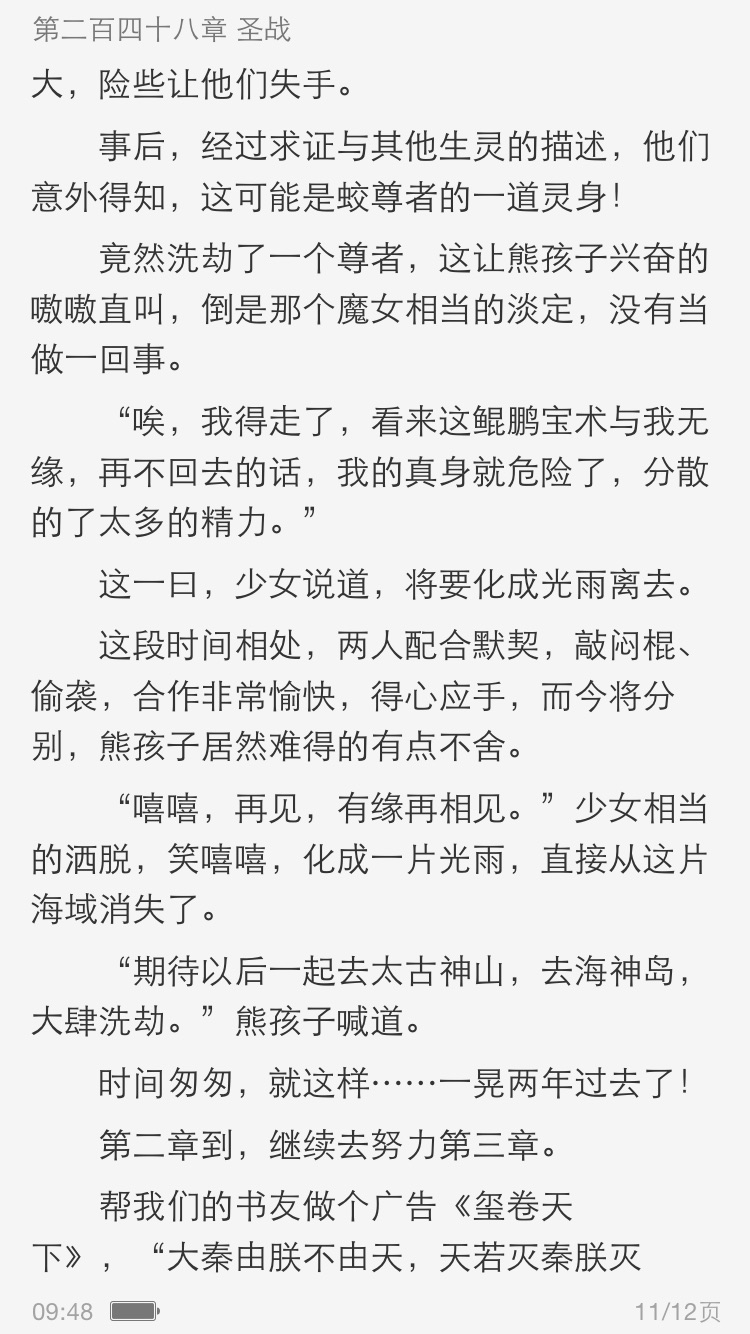 第二百四十八章 圣战
大，险些让他们失手。
事后，经过求证与其他生灵的描述，他们
意外得知，这可能是蛟尊者的一道灵身！
竟然洗劫了一个尊者，这让熊孩子兴奋的
嗷嗷直叫，倒是那个魔女相当的淡定，没有当
做一回事。
“唉，我得走了，看来这鲲鹏宝术与我无
缘，再不回去的话，我的真身就危险了，分散
的了太多的精力。”
这一曰，少女说道，将要化成光雨离去。
这段时间相处，两人配合默契，敲闷棍、
偷袭，合作非常愉快，得心应手，而今将分
别，熊孩子居然难得的有点不舍。
“嘻嘻，再见，有缘再相见。”少女相当
的洒脱，笑嘻嘻，化成一片光雨，直接从这片
海域消失了。
“期待以后一起去太古神山，去海神岛，
大肆洗劫。”熊孩子喊道。
时间匆匆，就这样……一晃两年过去了！
第二章到，继续去努力第三章。
帮我们的书友做个广告《玺卷天
下》，“大秦由朕不由天，天若灭秦朕灭
09:48 11/12页